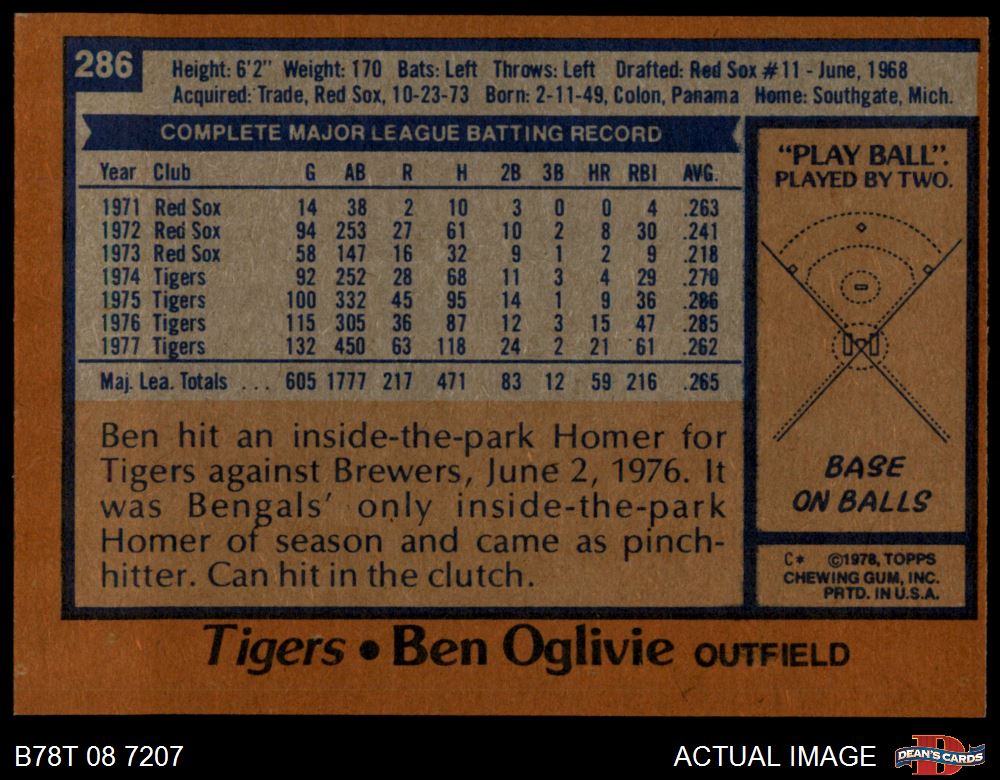 286
Height: 6'2" Weight: 170 Bats: Left Throws: Left Drafted: Red Sox #11 - June, 1968
Acquired: Trade, Red Sox, 10-23-73 Born: 2-11-49, Colon, Panama Home: Southgate, Mich.
COMPLETE MAJOR LEAGUE BATTING RECORD
Year Club G AB R H 2B 3B HR RBI AVG.
1971 Red Sox 14 38 2 10 3 0 0 4 .263
1972 Red Sox 94 253 27 61 10 2 8 30 .241
1973 Red Sox 58 147 16 32 9 1 2 9 .218
1974 Tigers 92 252 28 68 11 3 4 29 .270
1975 Tigers 100 332 45 95 14 1 9 36 .286
1976 Tigers 115 305 36 87 12 3 15 47 .285
1977 Tigers 132 450 63 118 24 2 21 61 .262
Maj. Lea. Totals ... 605 1777 217 471 83 12 59 216 .265
Ben hit an inside-the-park Homer for
Tigers against Brewers, June 2, 1976. It
was Bengals' only inside-the-park
Homer of season and came as pinch-
hitter. Can hit in the clutch.
"PLAY BALL".
PLAYED BY TWO.
BASE
ON BALLS
C* ©1978, TOPPS
CHEWING GUM, INC.
PRTD. IN U.S.A.
Tigers • Ben Oglivie OUTFIELD
B78T 08 7207
ACTUAL IMAGE
D
DEAN'S CARDS